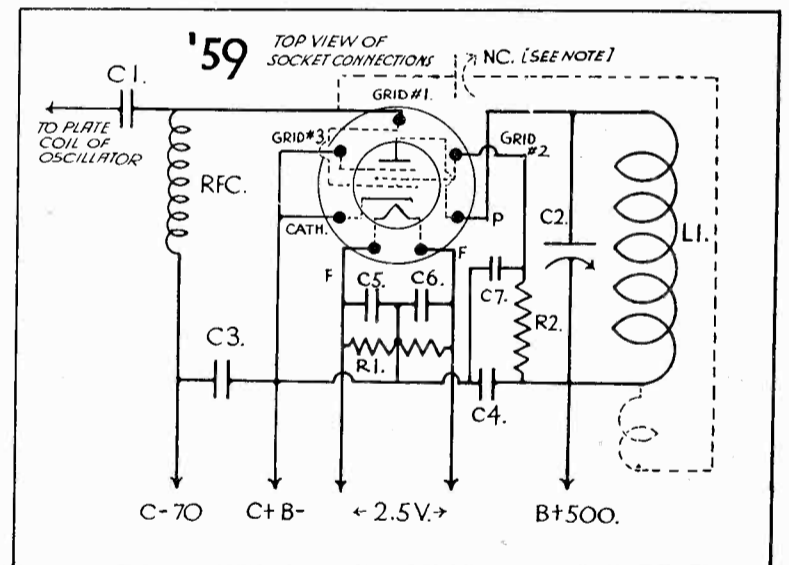 '59
TOP VIEW OF
SOCKET CONNECTIONS
NC. [SEE NOTE]
C1.
GRID #1.
TO PLATE
COIL OF
OSCILLATOR
GRID #3.
GRID
#2
RFC.
CATH.
P
C2.
L1.
F
F
C5.
C6.
C7.
R2.
C3.
R1.
C4.
C-70
C+ B-
←2.5V.→
B+500.